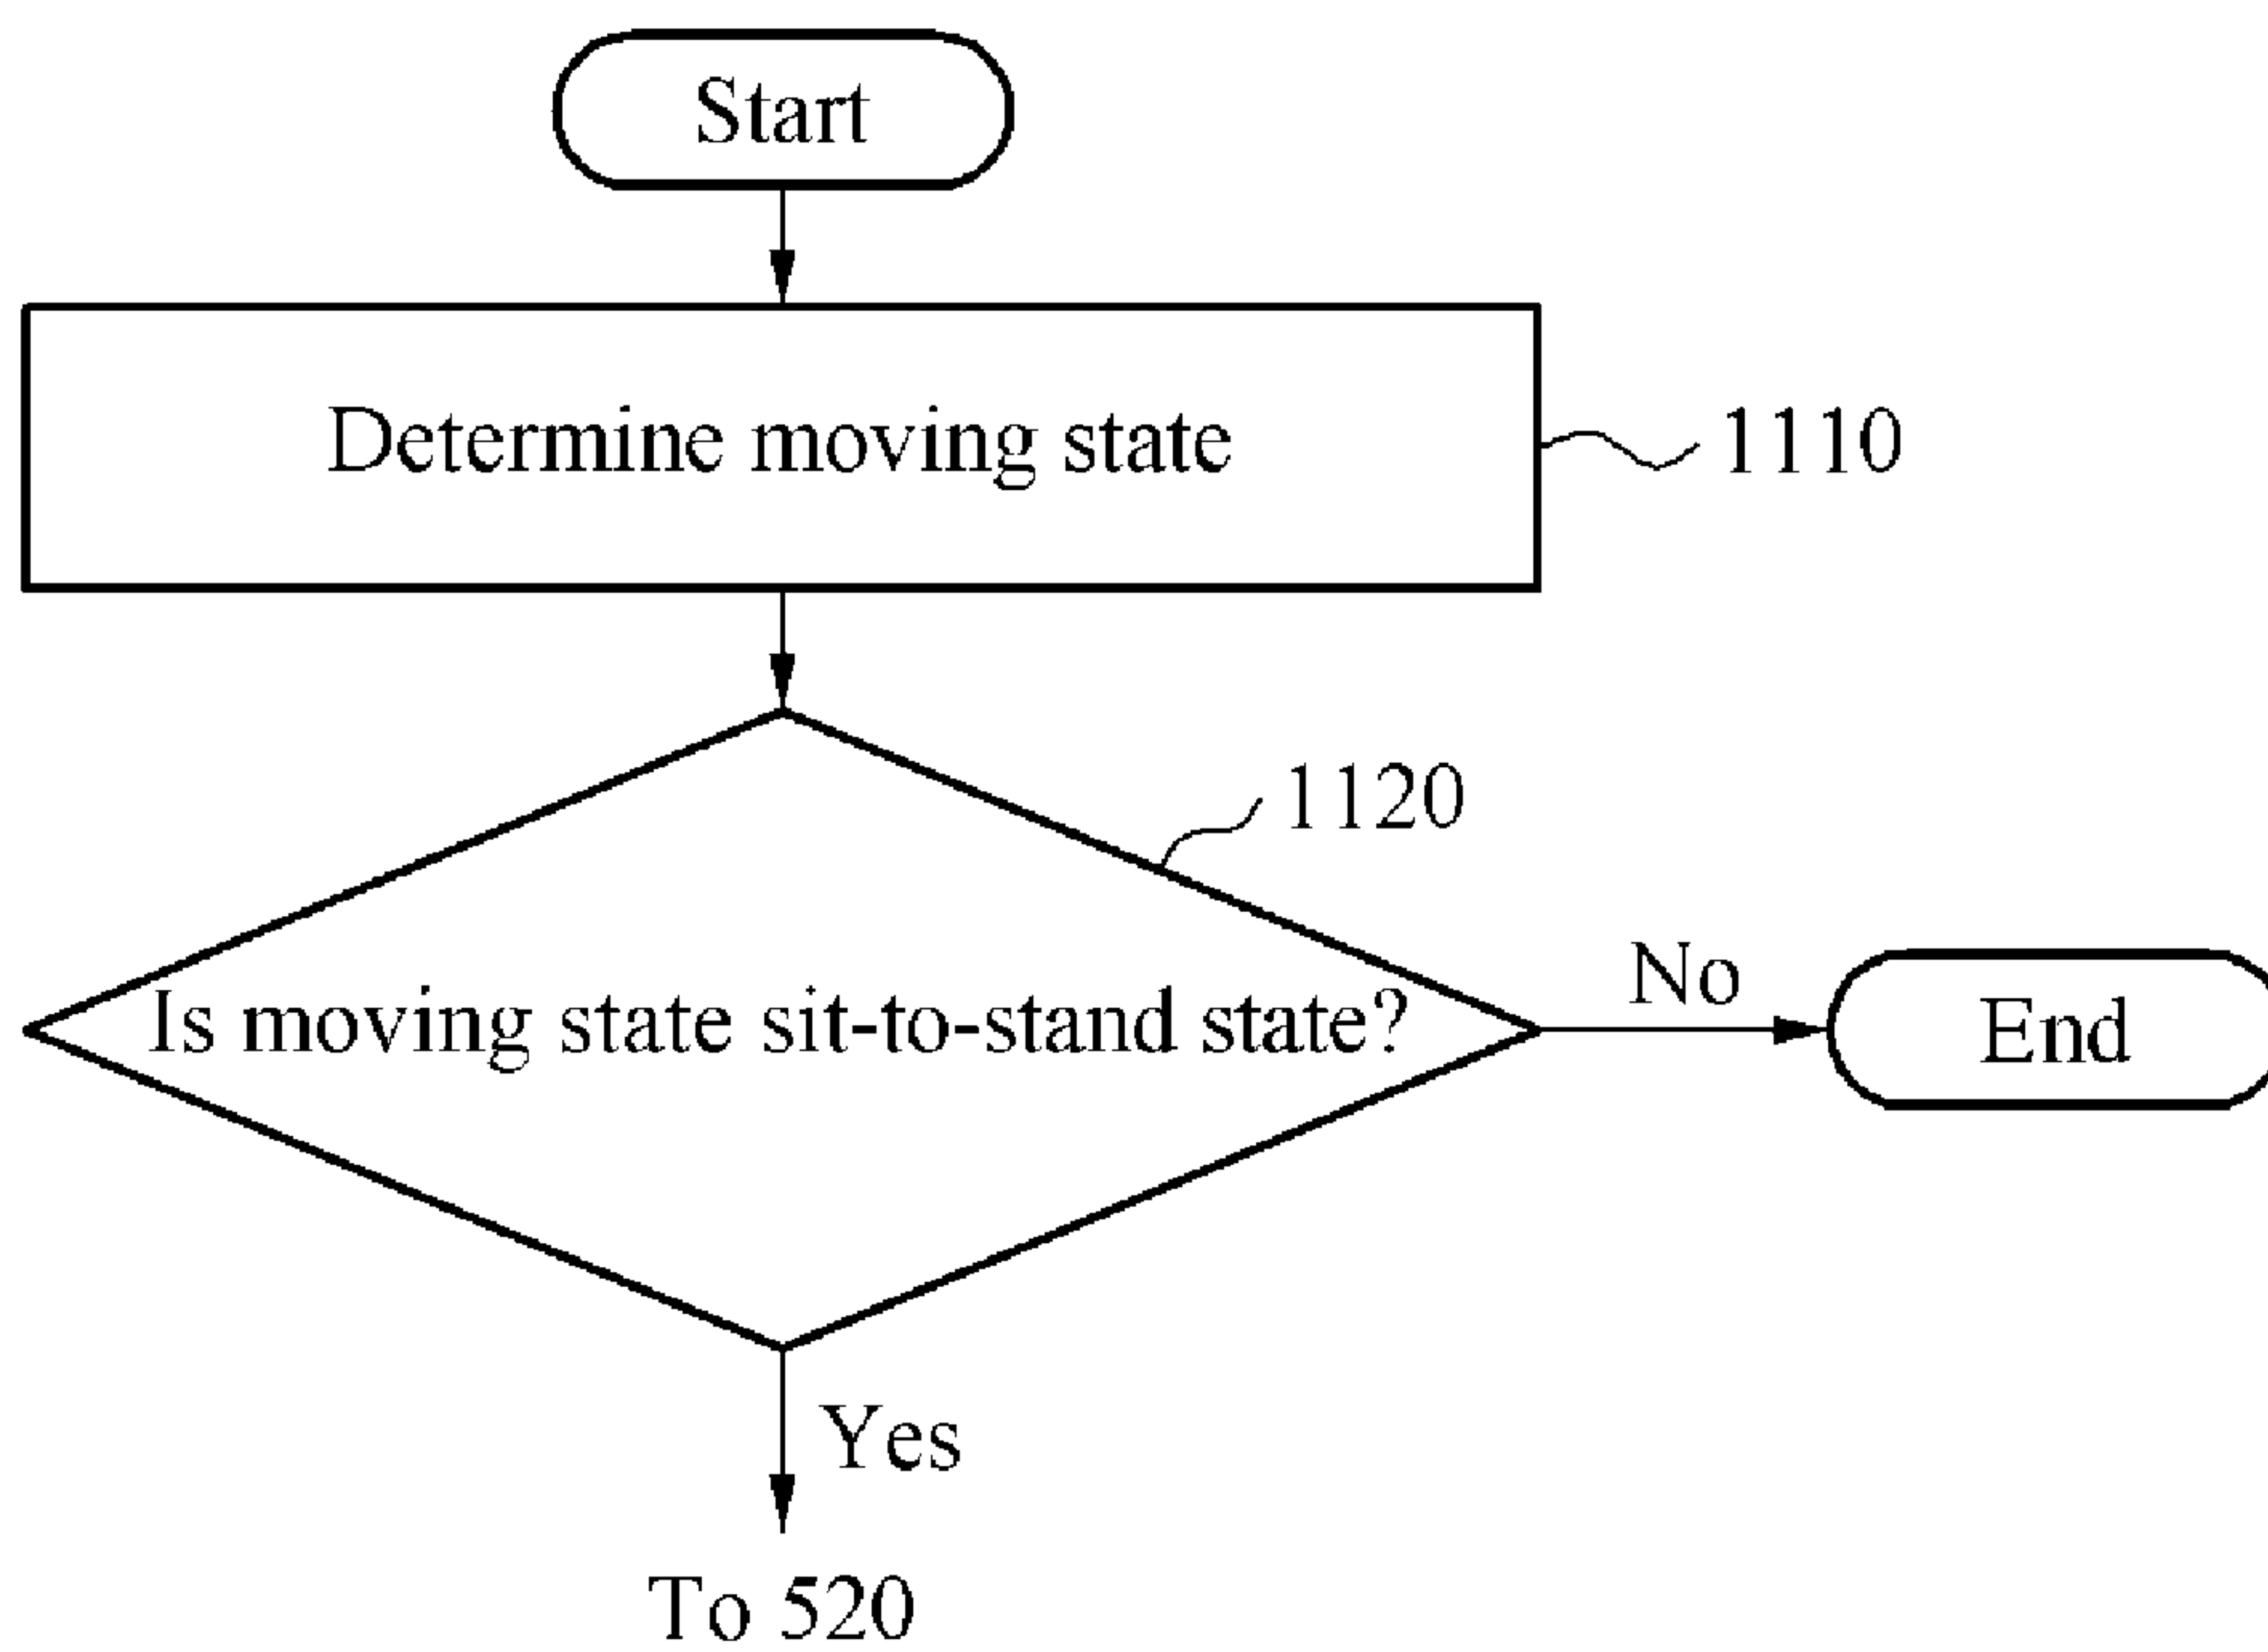 Start
Determine moving state
1110
1120
Is moving state sit-to-stand state?
No
End
Yes
To 520